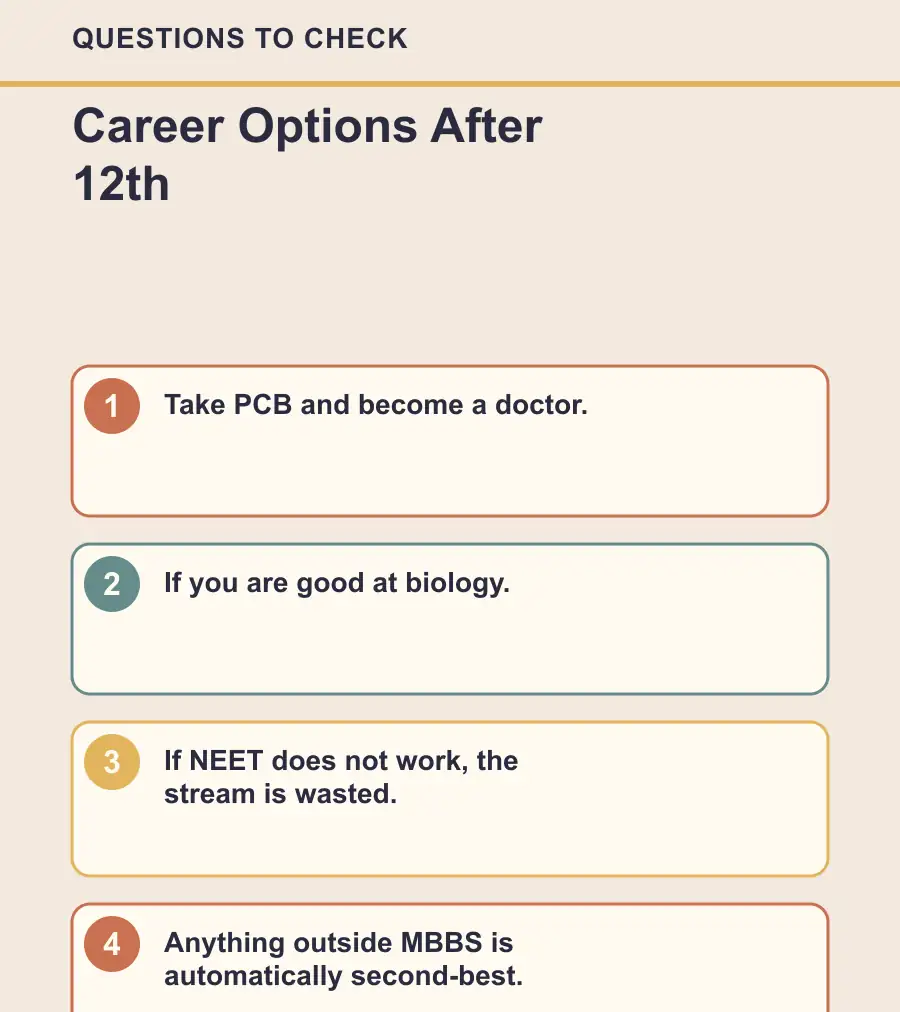 QUESTIONS TO CHECK
Career Options After
12th
1
Take PCB and become a doctor.
2
If you are good at biology.
3
If NEET does not work, the
stream is wasted.
4
Anything outside MBBS is
automatically second-best.